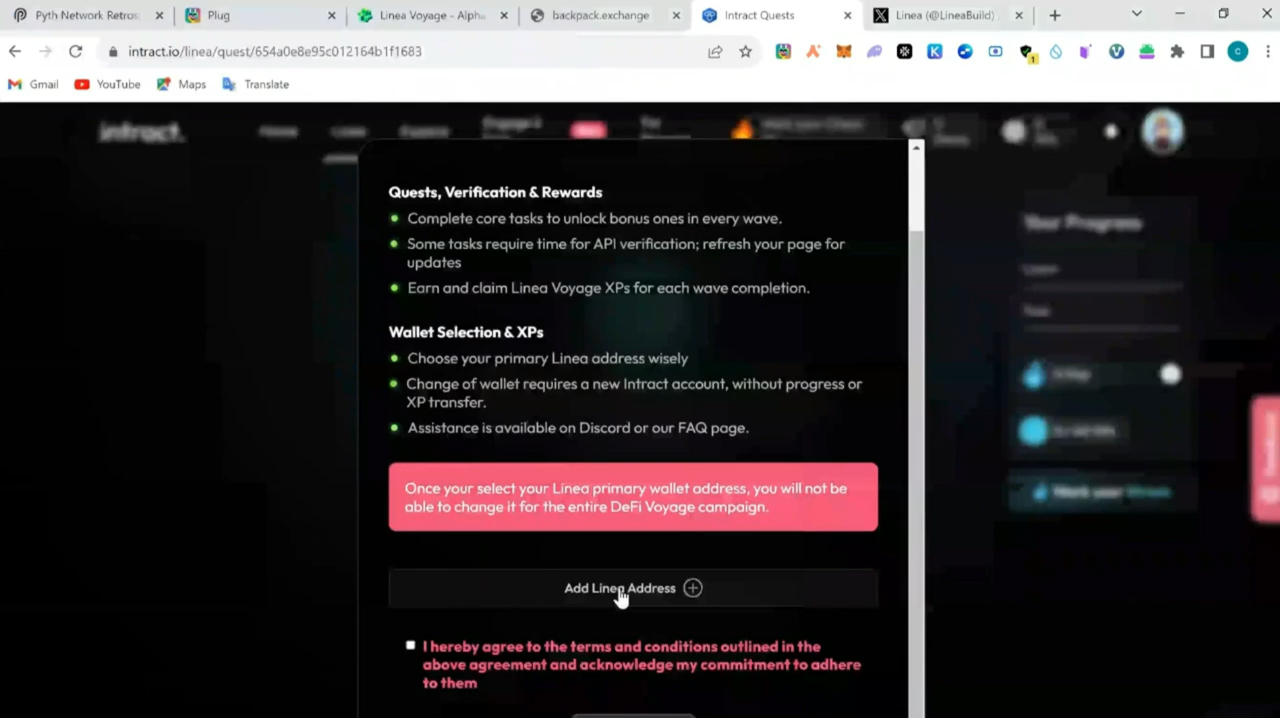 Pyth Network Retros
Plug
Linea Voyage - Alpha
backpack.exchange
Intract Quests
Linea (@LineaBuild)
intract.io/linea/quest/654a0e8e95c012164b1f1683
1
C
Gmail
YouTube
Maps
Translate
intract.
Home
Your Progress
Quests, Verification & Rewards
Complete core tasks to unlock bonus ones in every wave.
Some tasks require time for API verification; refresh your page for
updates
Earn and claim Linea Voyage XPs for each wave completion.
Wallet Selection & XPs
Choose your primary Linea address wisely
Change of wallet requires a new Intract account, without progress or
XP transfer.
Assistance is available on Discord or our FAQ page.
Once your select your Linea primary wallet address, you will not be
able to change it for the entire DeFi Voyage campaign.
Add Linea Address
I hereby agree to the terms and conditions outlined in the
above agreement and acknowledge my commitment to adhere
to them